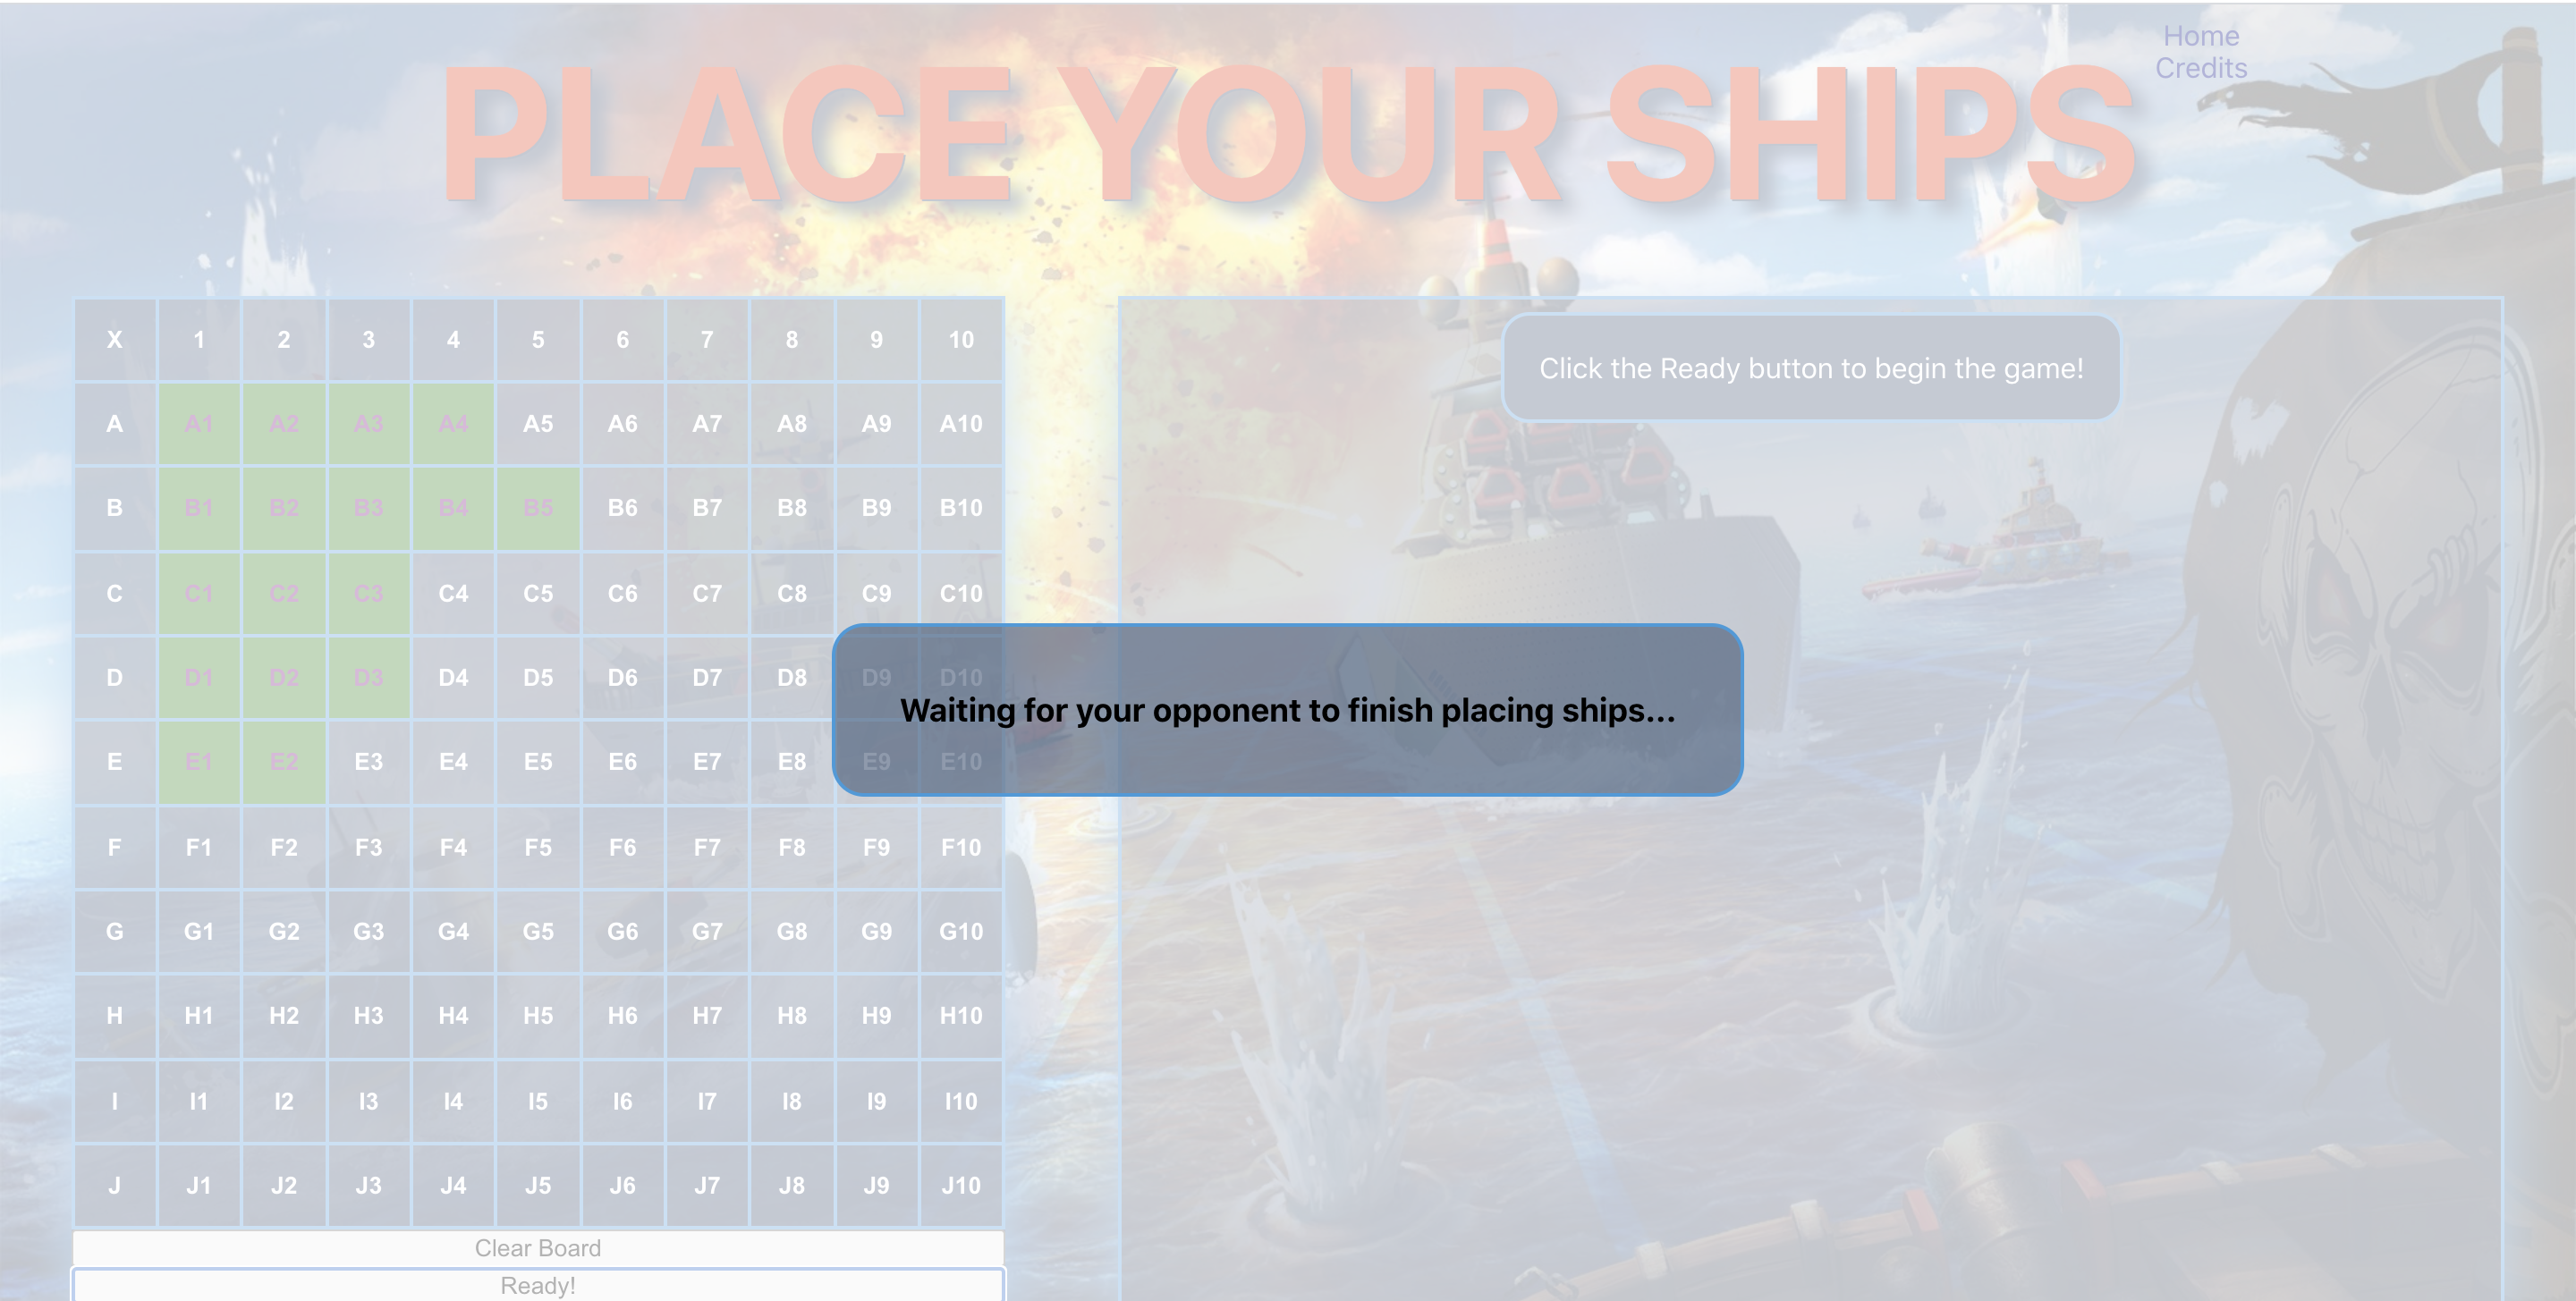 Home
Credits
PLACE YOUR SHIPS
X 1 2 3 4 5 6 7 8 9 10
A A1 A2 A3 A4 A5 A6 A7 A8 A9 A10
B B1 B2 B3 B4 B5 B6 B7 B8 B9 B10
C C1 C2 C3 C4 C5 C6 C7 C8 C9 C10
D D1 D2 D3 D4 D5 D6 D7 D8 D9 D10
E E1 E2 E3 E4 E5 E6 E7 E8 E9 E10
F F1 F2 F3 F4 F5 F6 F7 F8 F9 F10
G G1 G2 G3 G4 G5 G6 G7 G8 G9 G10
H H1 H2 H3 H4 H5 H6 H7 H8 H9 H10
I I1 I2 I3 I4 I5 I6 I7 I8 I9 I10
J J1 J2 J3 J4 J5 J6 J7 J8 J9 J10
Clear Board
Ready!
Click the Ready button to begin the game!
Waiting for your opponent to finish placing ships...